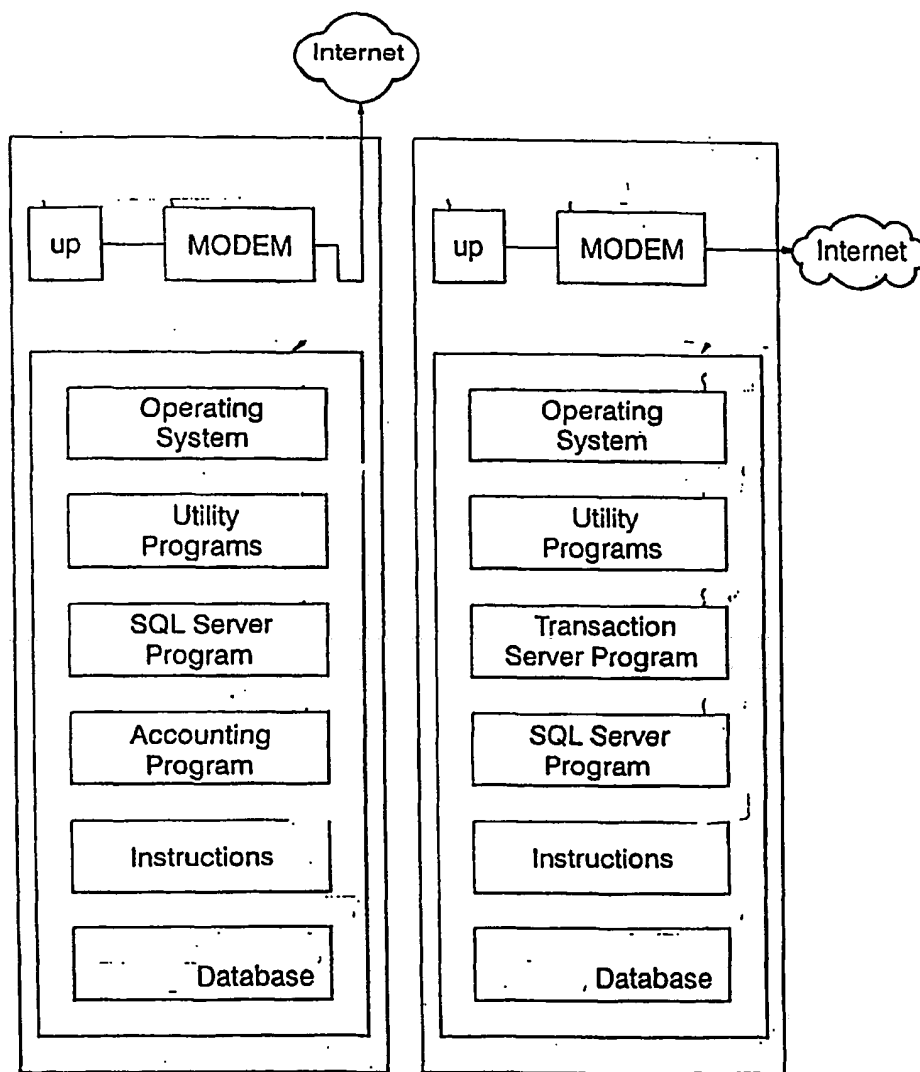 Internet
up
MODEM
Operating
System
Utility
Programs
SQL Server
Program
Accounting
Program
Instructions
Database
up
MODEM
Internet
Operating
System
Utility
Programs
Transaction
Server Program
SQL Server
Program
Instructions
Database